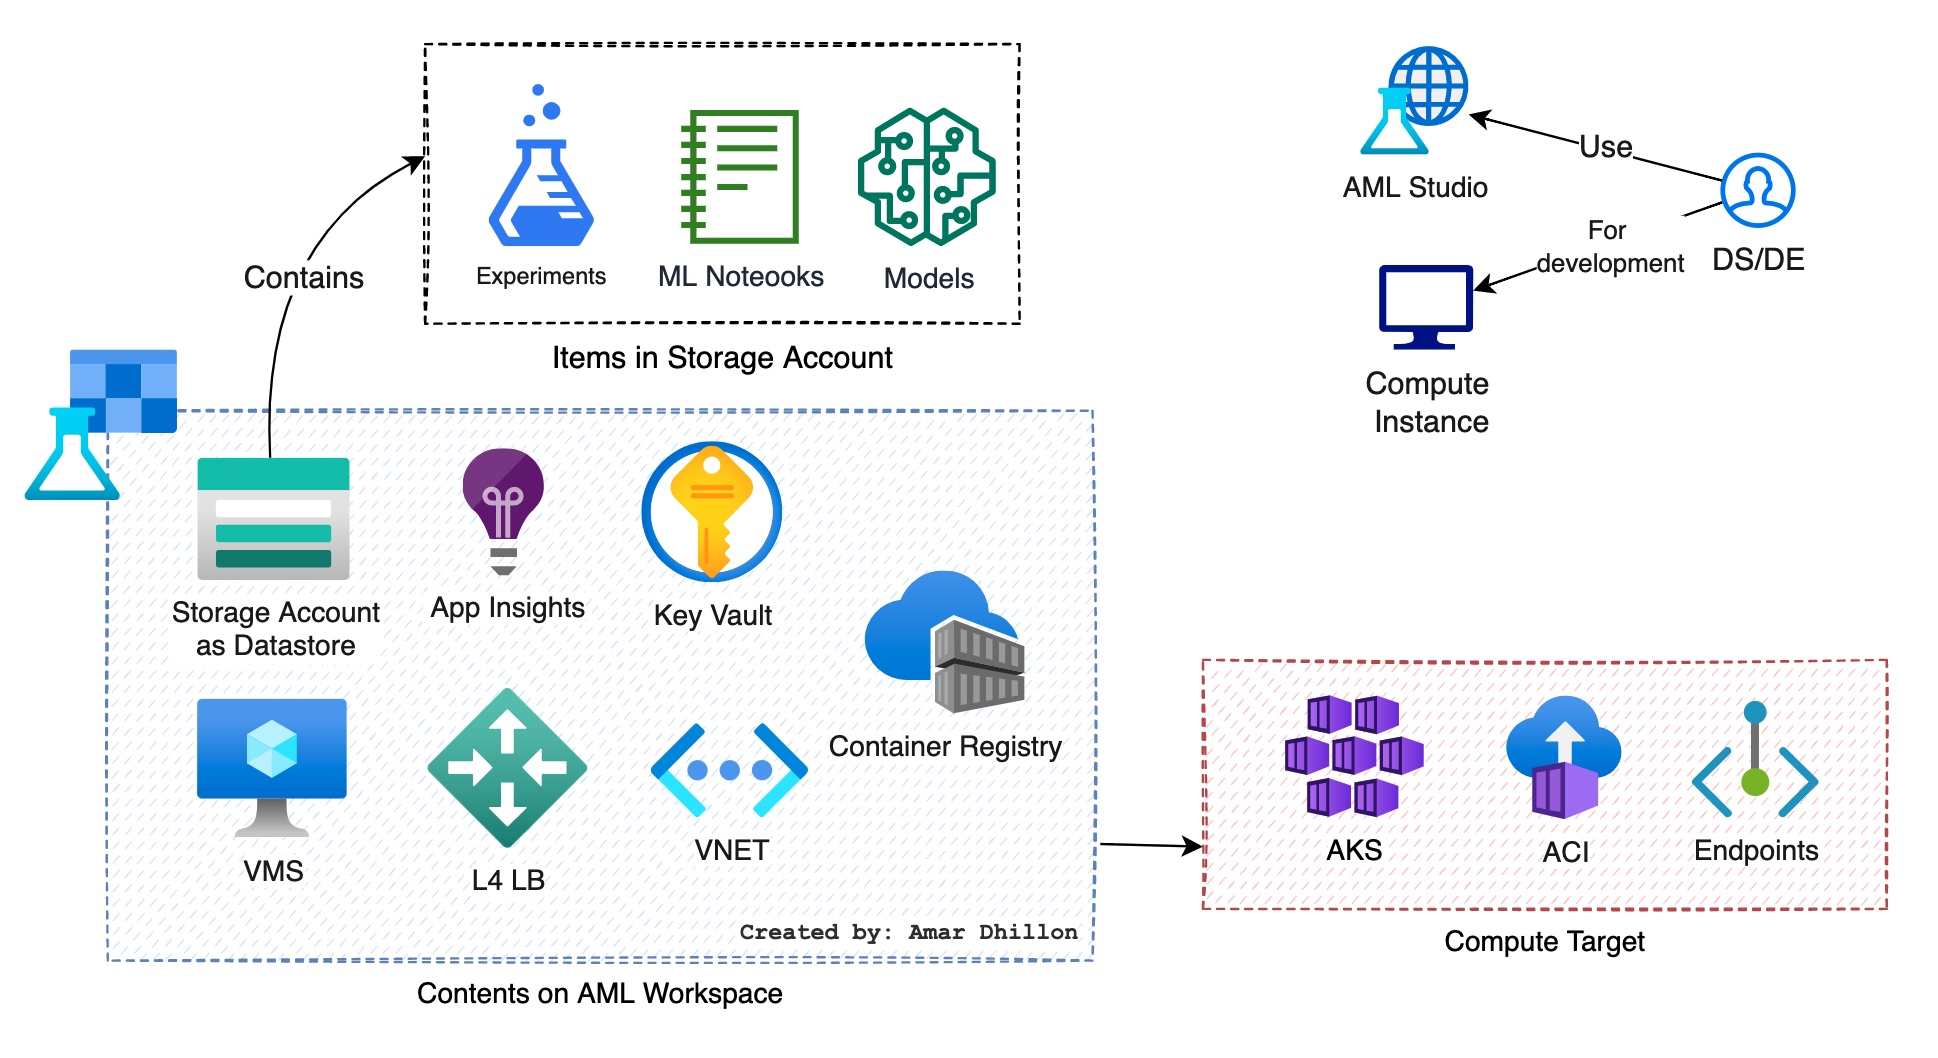 Experiments
ML Noteooks
Models
Items in Storage Account
Contains
AML Studio
Use
DS/DE
For
development
Compute
Instance
Storage Account
as Datastore
App Insights
Key Vault
Container Registry
VMS
L4 LB
VNET
Created by: Amar Dhillon
Contents on AML Workspace
AKS
ACI
Endpoints
Compute Target